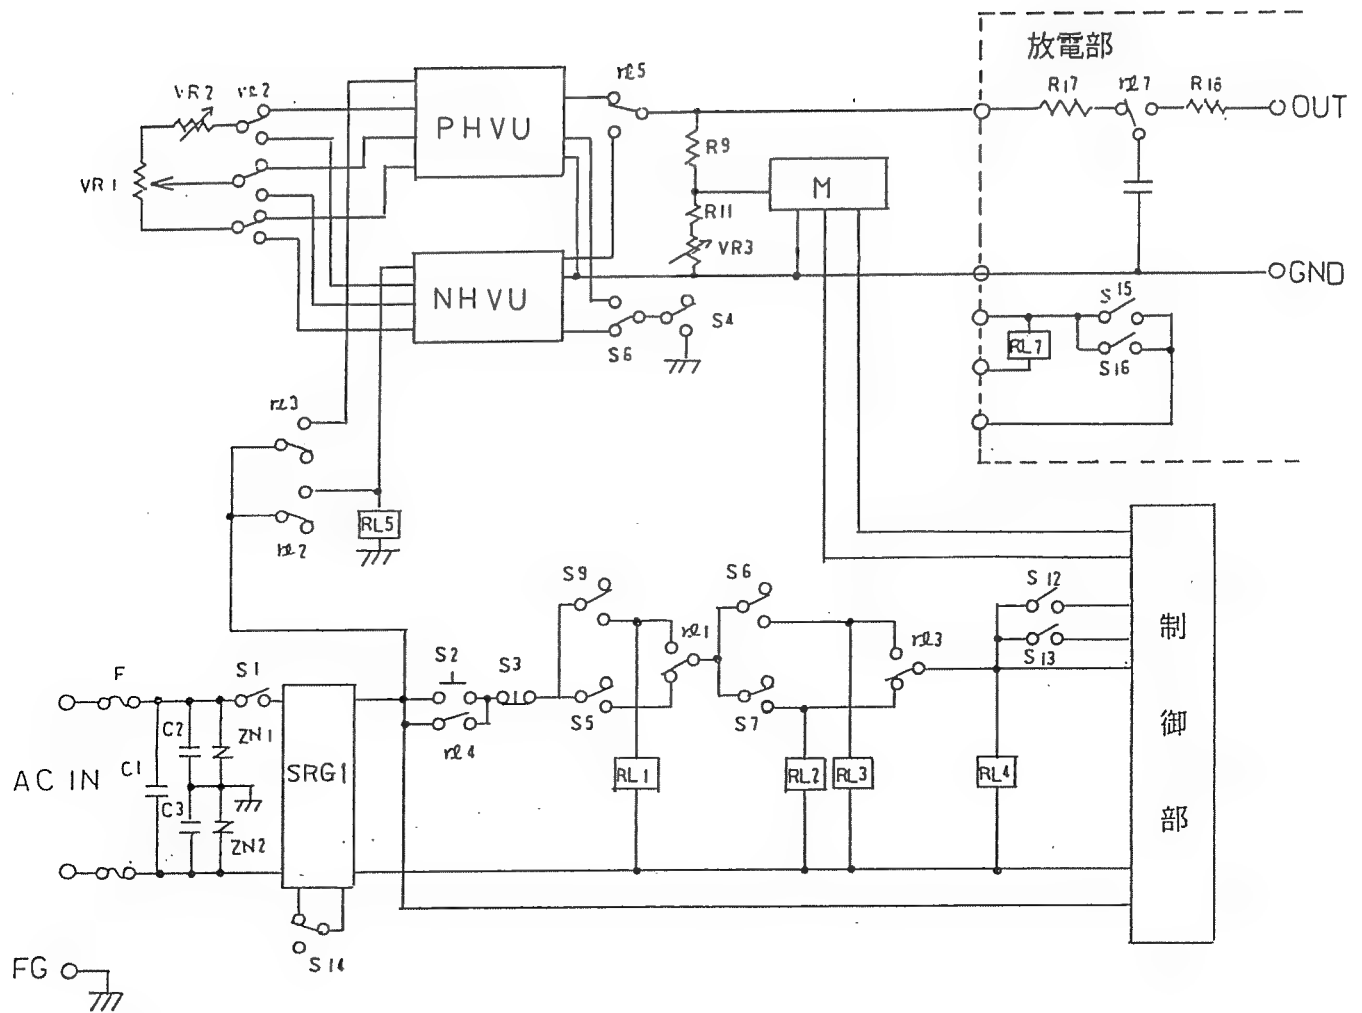 放電部
VR2
rl2
PHVU
rl5
R17
rl7
R16
OUT
VR1
R9
M
R11
VR3
GND
NHVU
S6
S4
S15
RL7
S16
rl3
RL5
rl2
制御部
S12
S13
S9
S6
rl1
rl3
S2
S3
S5
S7
rl4
F
S1
C2
ZN1
C1
AC IN
SRG1
C3
ZN2
RL1
RL2
RL3
RL4
S14
FG